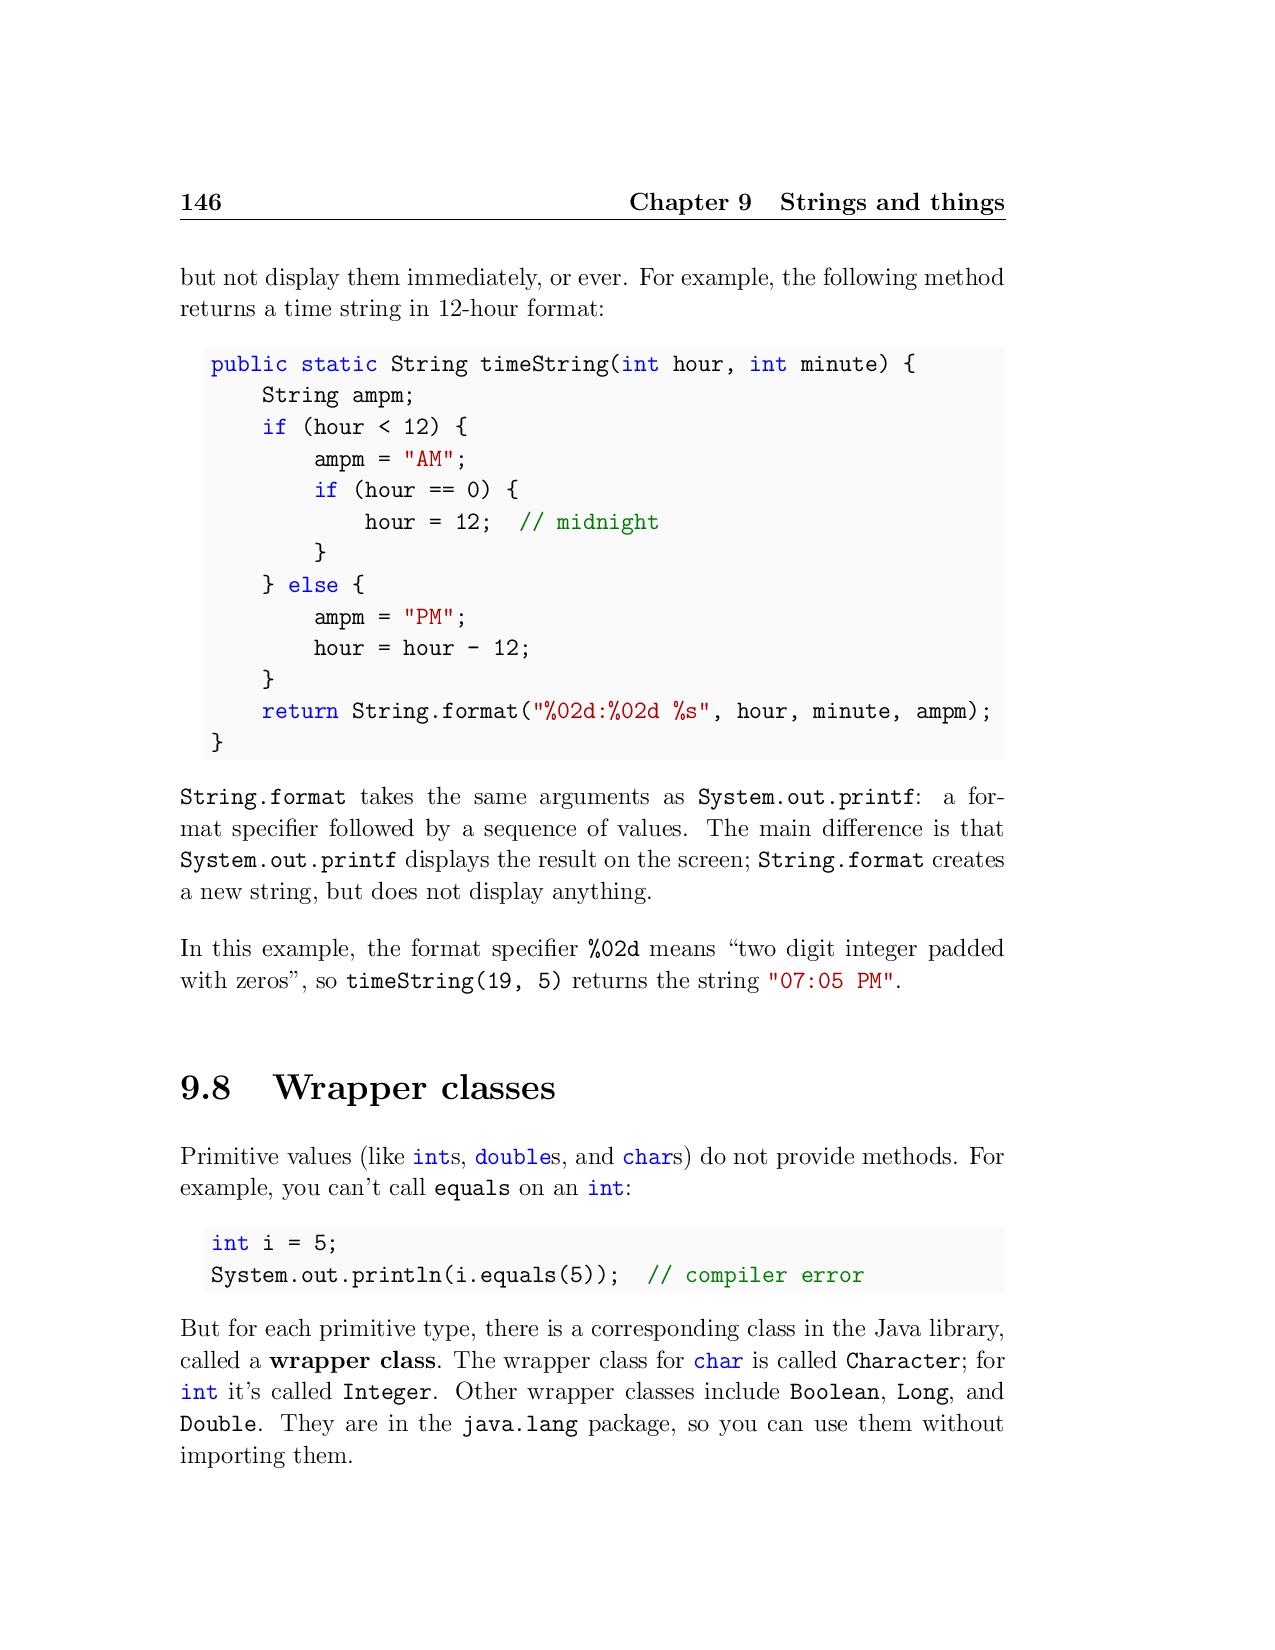 146 Chapter 9 Strings and things
but not display them immediately, or ever. For example, the following method
returns a time string in 12-hour format:
public static String timeString(int hour, int minute) {
    String ampm;
    if (hour < 12) {
        ampm = "AM";
        if (hour == 0) {
            hour = 12;  // midnight
        }
    } else {
        ampm = "PM";
        hour = hour - 12;
    }
    return String.format("%02d:%02d %s", hour, minute, ampm);
}
String.format takes the same arguments as System.out.printf: a for-
mat specifier followed by a sequence of values. The main difference is that
System.out.printf displays the result on the screen; String.format creates
a new string, but does not display anything.
In this example, the format specifier %02d means “two digit integer padded
with zeros”, so timeString(19, 5) returns the string "07:05 PM".
9.8 Wrapper classes
Primitive values (like ints, doubles, and chars) do not provide methods. For
example, you can’t call equals on an int:
int i = 5;
System.out.println(i.equals(5));  // compiler error
But for each primitive type, there is a corresponding class in the Java library,
called a wrapper class. The wrapper class for char is called Character; for
int it’s called Integer. Other wrapper classes include Boolean, Long, and
Double. They are in the java.lang package, so you can use them without
importing them.